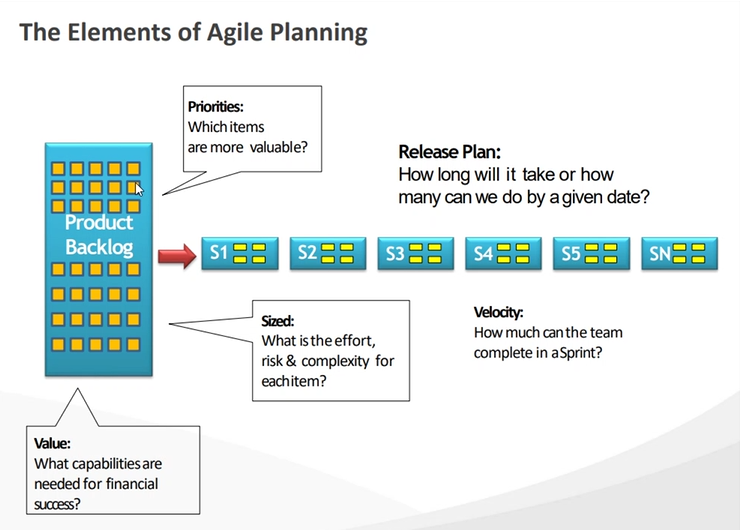 The Elements of Agile Planning
Priorities:
Which items
are more valuable?
Release Plan:
How long will it take or how
many can we do by a given date?
Product
Backlog
S1
S2
S3
S4
S5
SN
Sized:
What is the effort,
risk & complexity for
each item?
Velocity:
How much can the team
complete in a Sprint?
Value:
What capabilities are
needed for financial
success?